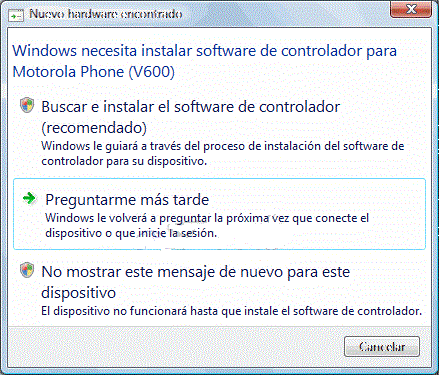 Nuevo hardware encontrado
Windows necesita instalar software de controlador para
Motorola Phone (V600)
Buscar e instalar el software de controlador
(recomendado)
Windows le guiará a través del proceso de instalación del software de
controlador para su dispositivo.
Preguntarme más tarde
Windows le volverá a preguntar la próxima vez que conecte el
dispositivo o que inicie la sesión.
No mostrar este mensaje de nuevo para este
dispositivo
El dispositivo no funcionará hasta que instale el software de controlador.
Cancelar